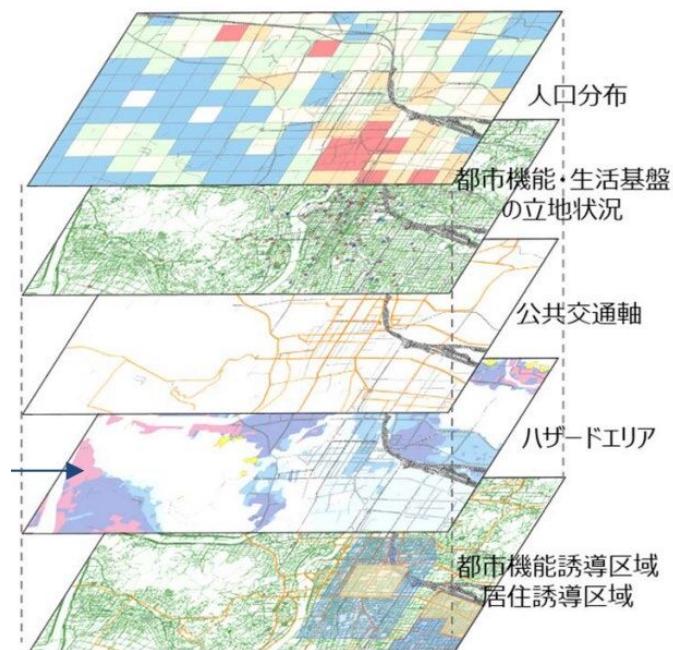 人口分布
都市機能・生活基盤
の立地状況
公共交通軸
ハザードエリア
都市機能誘導区域
居住誘導区域